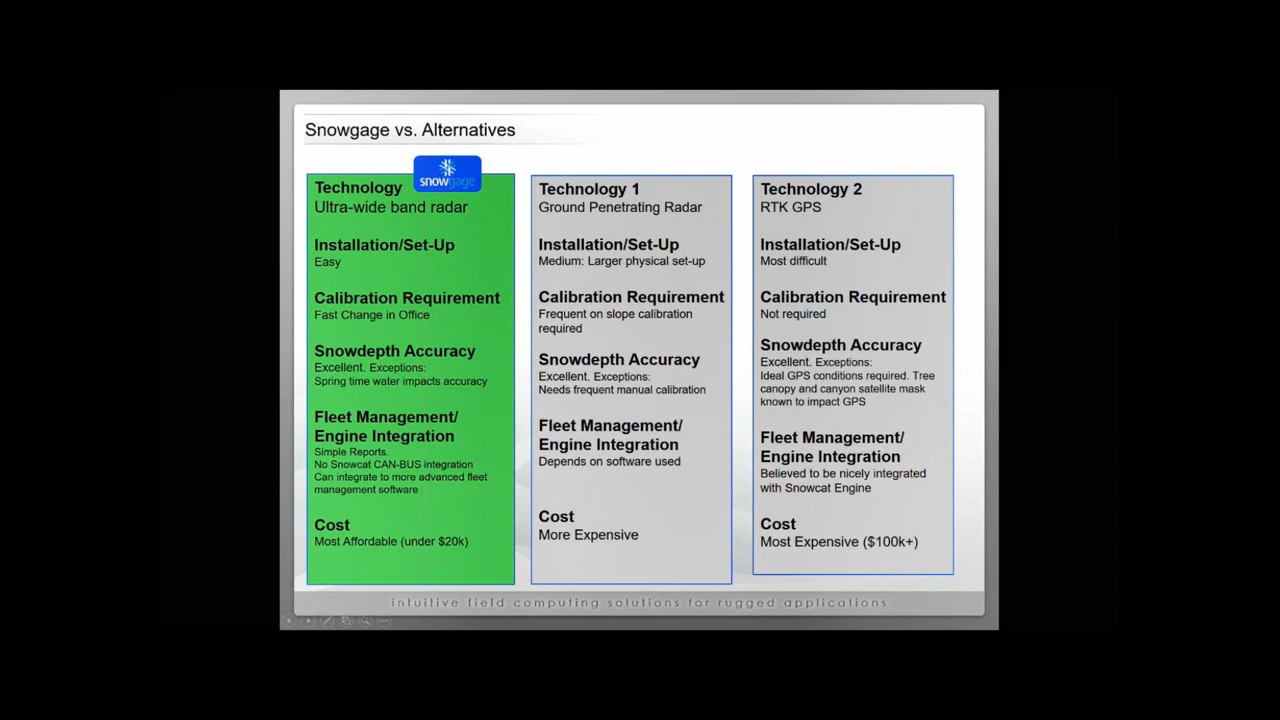 Snowgage vs. Alternatives
snowgage
Technology
Ultra-wide band radar
Installation/Set-Up
Easy
Calibration Requirement
Fast Change in Office
Snowdepth Accuracy
Excellent. Exceptions:
Spring time water impacts accuracy
Fleet Management/
Engine Integration
Simple Reports.
No Snowcat CAN-BUS integration
Can integrate to more advanced fleet
management software
Cost
Most Affordable (under $20k)
Technology 1
Ground Penetrating Radar
Installation/Set-Up
Medium: Larger physical set-up
Calibration Requirement
Frequent on slope calibration
required
Snowdepth Accuracy
Excellent. Exceptions:
Needs frequent manual calibration
Fleet Management/
Engine Integration
Depends on software used
Cost
More Expensive
Technology 2
RTK GPS
Installation/Set-Up
Most difficult
Calibration Requirement
Not required
Snowdepth Accuracy
Excellent. Exceptions:
Ideal GPS conditions required. Tree
canopy and canyon satellite mask
known to impact GPS
Fleet Management/
Engine Integration
Believed to be nicely integrated
with Snowcat Engine
Cost
Most Expensive ($100k+)
intuitive field computing solutions for rugged applications